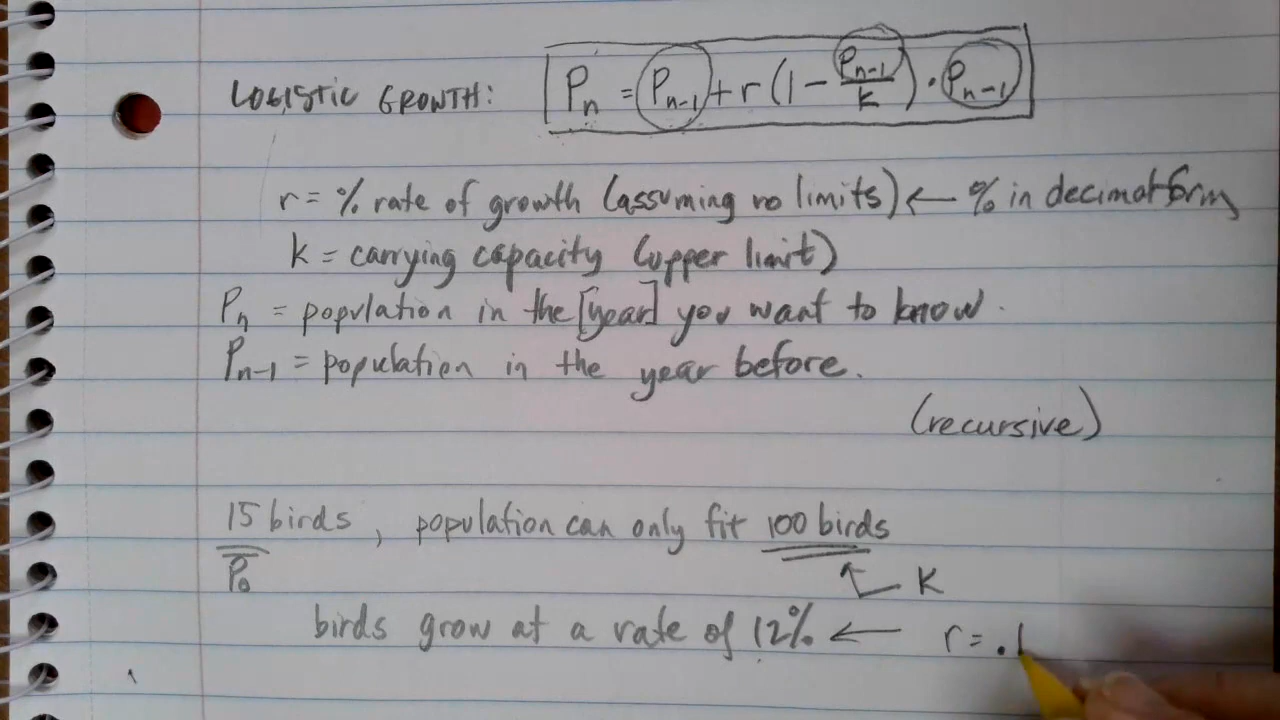 LOGISTIC GROWTH: Pn = Pn-1 + r(1 - Pn-1/K) · Pn-1
r = % rate of growth (assuming no limits) ← % in decimal form
K = carrying capacity (upper limit)
Pn = population in the [year] you want to know.
Pn-1 = population in the year before.
(recursive)
15 birds, population can only fit 100 birds
P0
K
birds grow at a rate of 12% ← r = .1